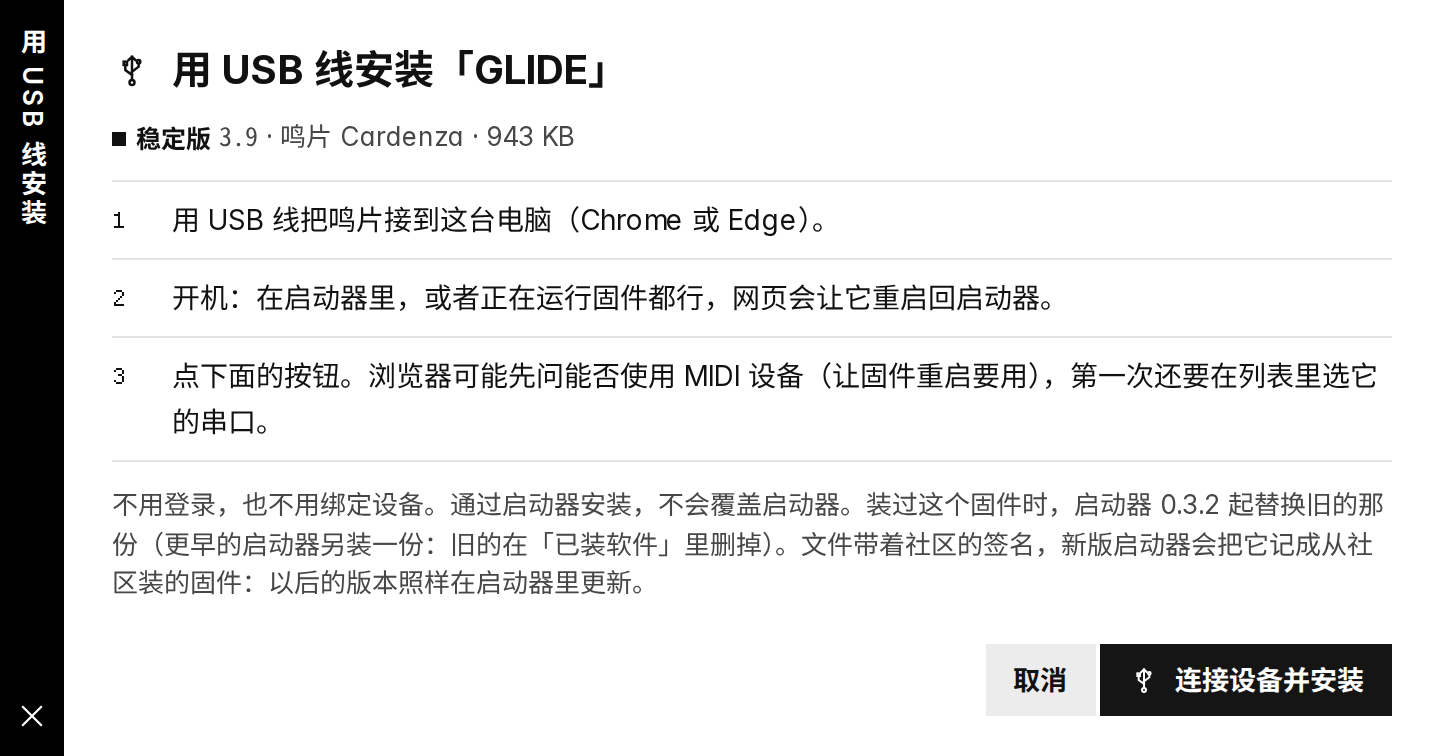 用 USB 线安装
用 USB 线安装「GLIDE」
稳定版 3.9 · 鸣片 Cardenza · 943 KB
1 用 USB 线把鸣片接到这台电脑（Chrome 或 Edge）。
2 开机：在启动器里，或者正在运行固件都行，网页会让它重启回启动器。
3 点下面的按钮。浏览器可能先问能否使用 MIDI 设备（让固件重启要用），第一次还要在列表里选它
的串口。
不用登录，也不用绑定设备。通过启动器安装，不会覆盖启动器。装过这个固件时，启动器 0.3.2 起替换旧的那
份（更早的启动器另装一份：旧的在「已装软件」里删掉）。文件带着社区的签名，新版启动器会把它记成从社
区装的固件：以后的版本照样在启动器里更新。
取消
连接设备并安装